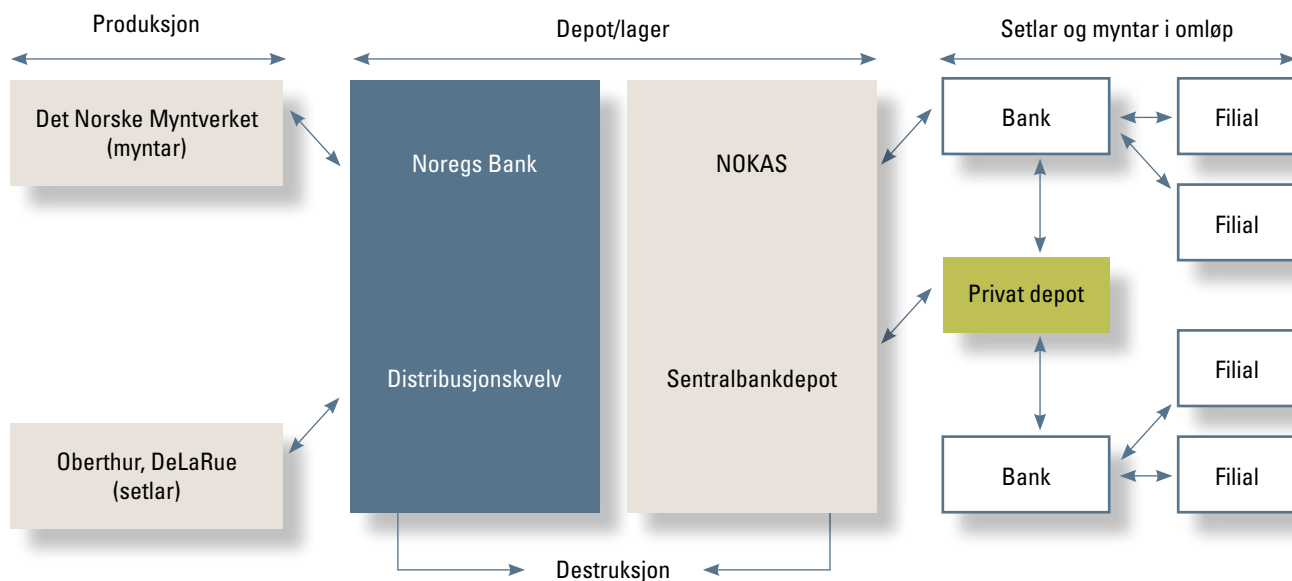 Produksjon
Depot/lager
Setlar og myntar i omløp
Det Norske Myntverket
(myntar)
Noregs Bank
NOKAS
Bank
Filial
Filial
Privat depot
Distribusjonskvelv
Sentralbankdepot
Filial
Oberthur, DeLaRue
(setlar)
Bank
Filial
Destruksjon